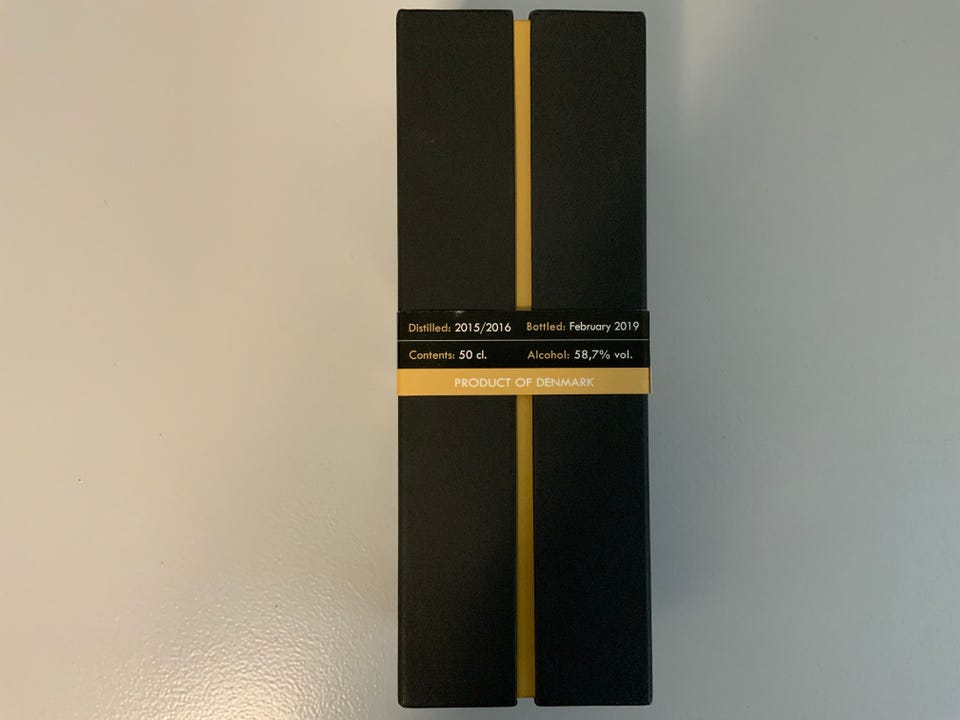 Distilled: 2015/2016 Bottled: February 2019
Contents: 50 cl. Alcohol: 58,7% vol.
PRODUCT OF DENMARK